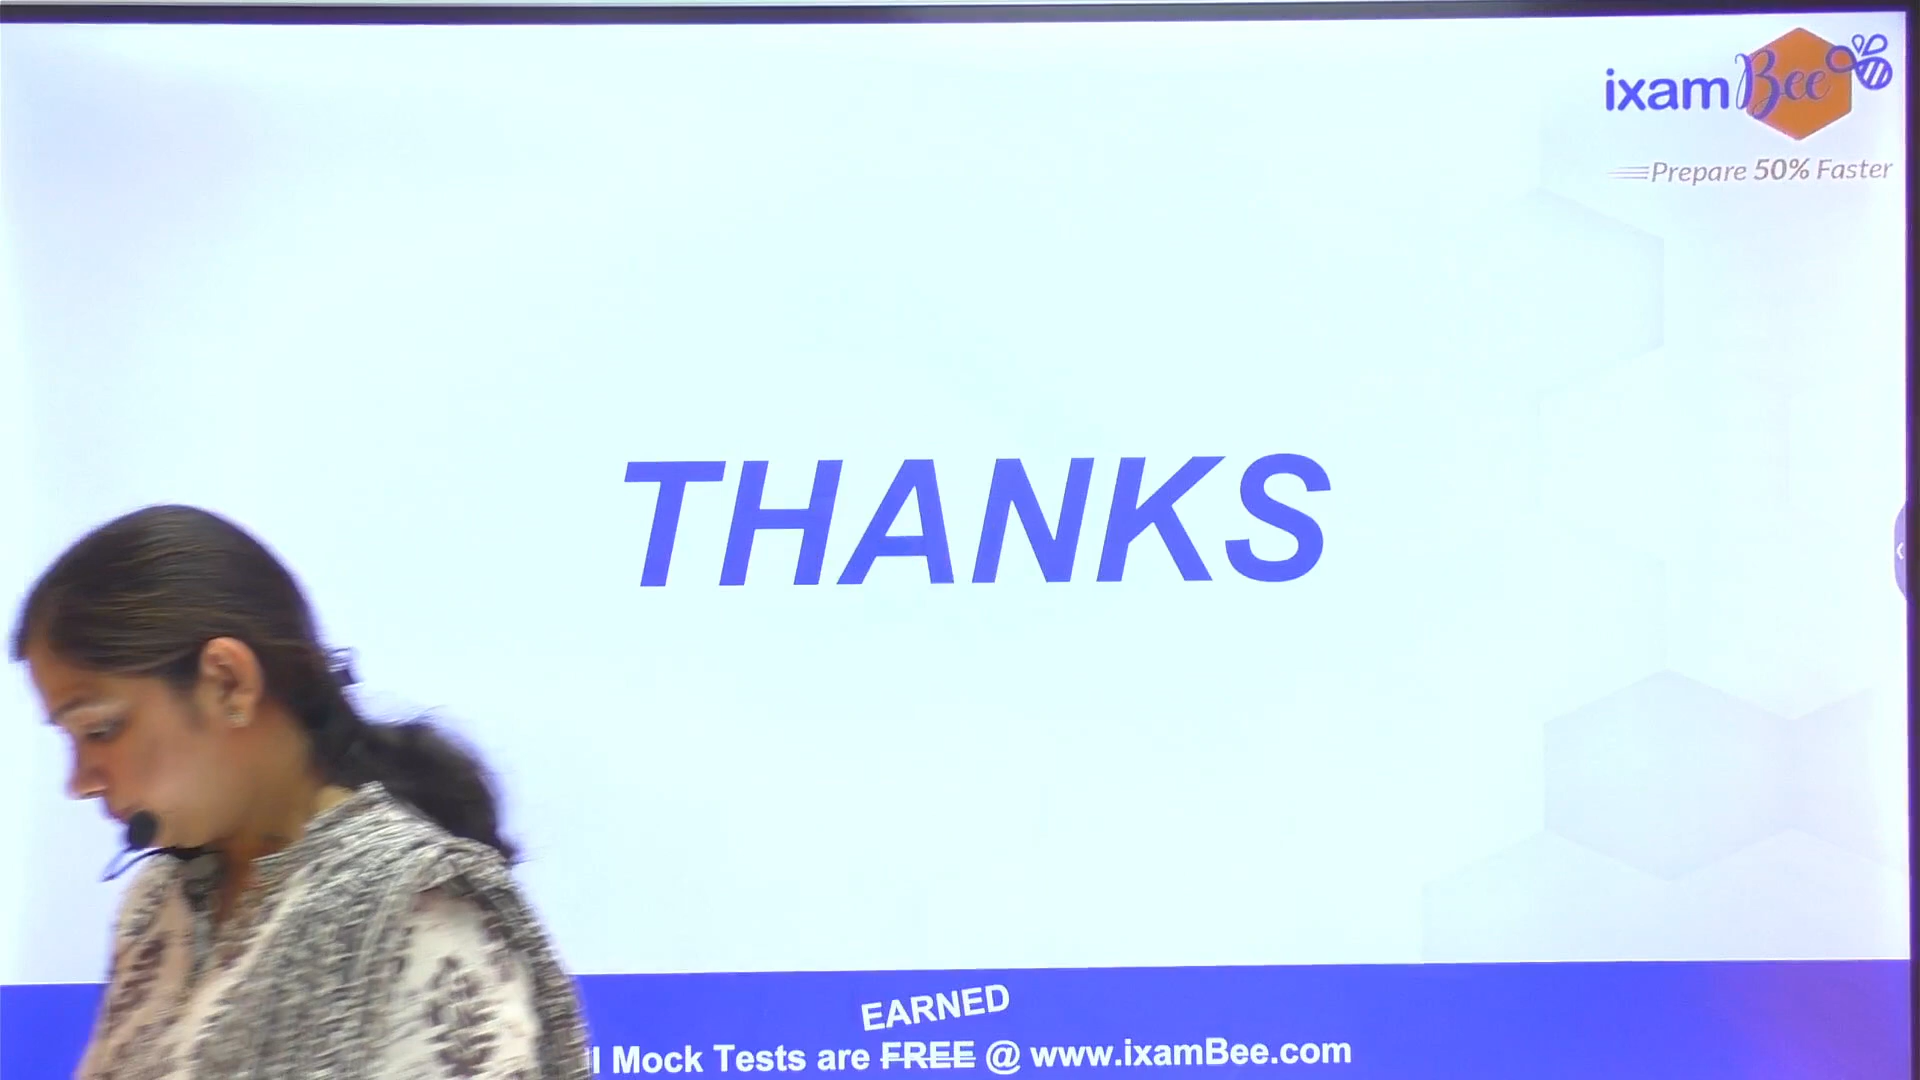 ixamBee
Prepare 50% Faster
THANKS
EARNED
Mock Tests are FREE @ www.ixamBee.com